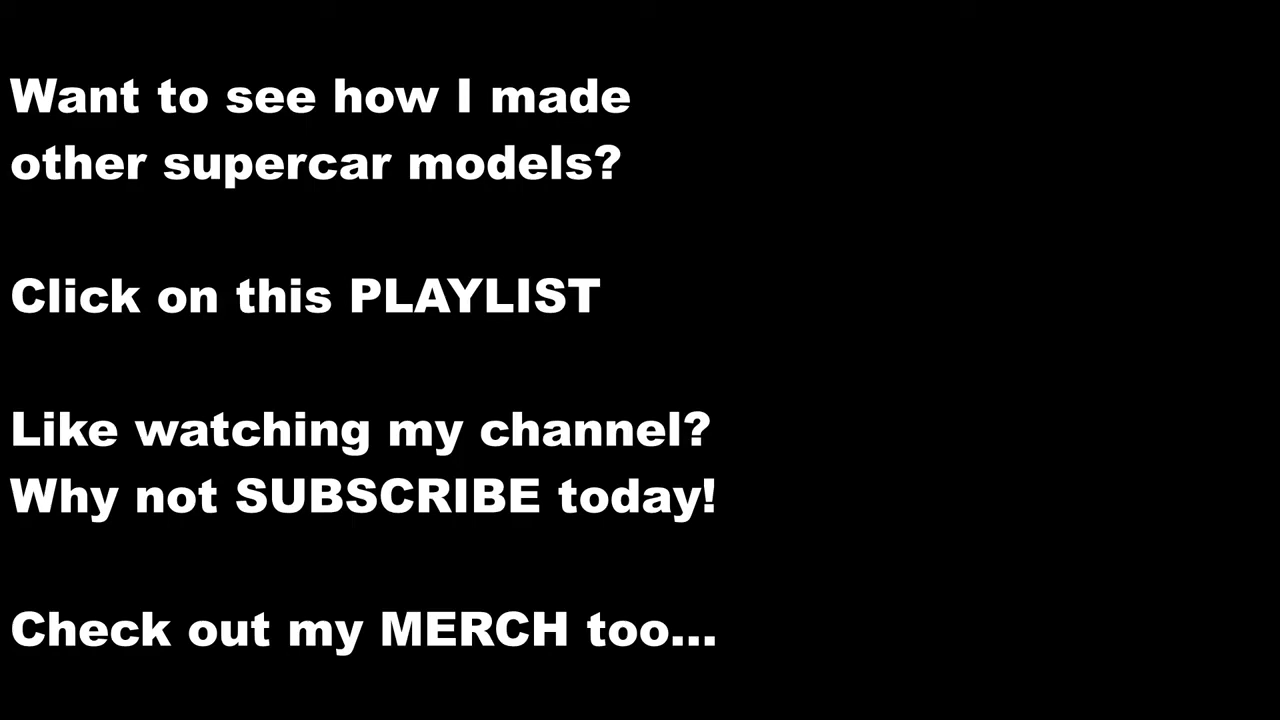 Want to see how I made
other supercar models?
Click on this PLAYLIST
Like watching my channel?
Why not SUBSCRIBE today!
Check out my MERCH too...